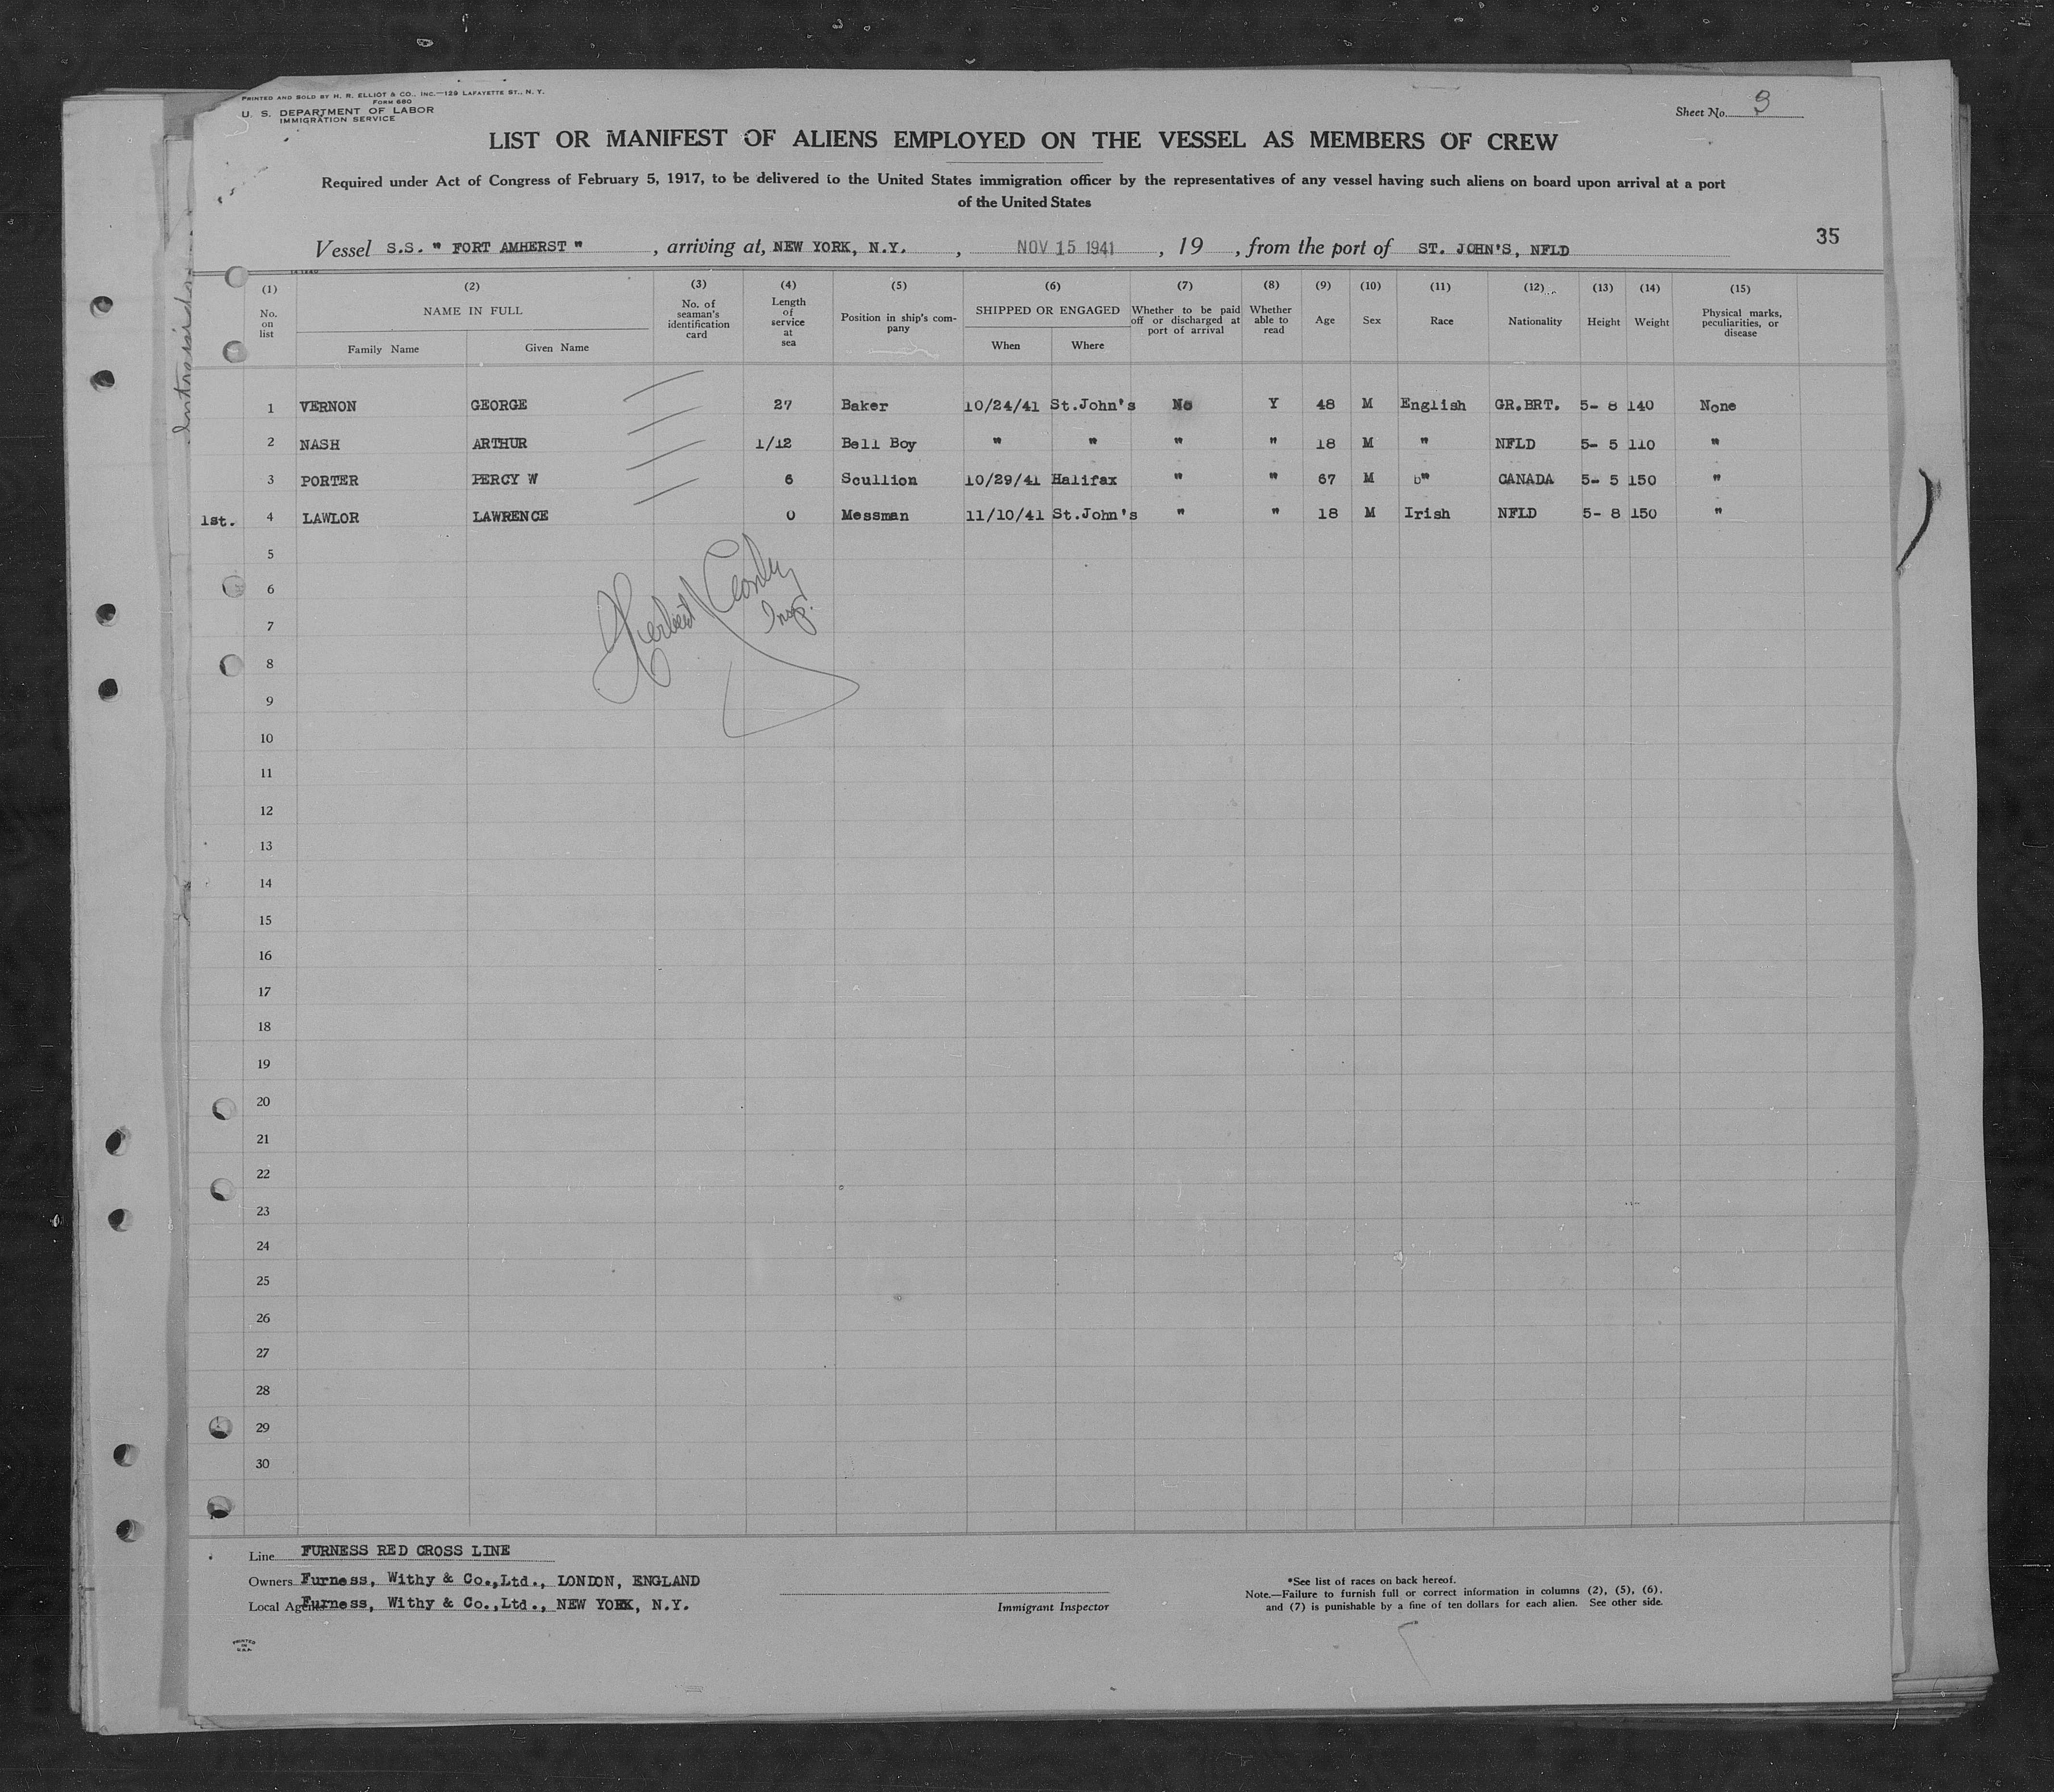 PRINTED AND SOLD BY H. R. ELLIOT & CO., INC.—129 LAFAYETTE ST., N. Y.
FORM 680
U. S. DEPARTMENT OF LABOR
IMMIGRATION SERVICE
Sheet No. 3
LIST OR MANIFEST OF ALIENS EMPLOYED ON THE VESSEL AS MEMBERS OF CREW
Required under Act of Congress of February 5, 1917, to be delivered to the United States immigration officer by the representatives of any vessel having such aliens on board upon arrival at a port
of the United States
35
Vessel S.S. " FORT AMHERST ", arriving at, NEW YORK, N.Y., NOV 15 1941, 19 , from the port of ST. JOHN'S, NFLD
(1) (2) (3) (4) (5) (6) (7) (8) (9) (10) (11) (12) (13) (14) (15)
No. on list NAME IN FULL Family Name Given Name No. of seaman's identification card Length of service at sea Position in ship's company SHIPPED OR ENGAGED When Where Whether to be paid off or discharged at port of arrival Whether able to read Age Sex Race Nationality Height Weight Physical marks, peculiarities, or disease
1 VERNON GEORGE 27 Baker 10/24/41 St.John's No Y 48 M English GR.BRT. 5- 8 140 None
2 NASH ARTHUR 1/12 Bell Boy " " " " 18 M " NFLD 5- 5 110 "
3 PORTER PERCY W 6 Scullion 10/29/41 Halifax " " 67 M " CANADA 5- 5 150 "
1st. 4 LAWLOR LAWRENCE 0 Messman 11/10/41 St.John's " " 18 M Irish NFLD 5- 8 150 "
5
6
7
8
9
10
11
12
13
14
15
16
17
18
19
20
21
22
23
24
25
26
27
28
29
30
Herbert
Insp.
Line FURNESS RED CROSS LINE
Owners Furness, Withy & Co.,Ltd., LONDON, ENGLAND
Local Agents Furness, Withy & Co.,Ltd., NEW YORK, N.Y.
Immigrant Inspector
*See list of races on back hereof.
Note.—Failure to furnish full or correct information in columns (2), (5), (6),
and (7) is punishable by a fine of ten dollars for each alien. See other side.
PRINTED
IN
U.S.A.